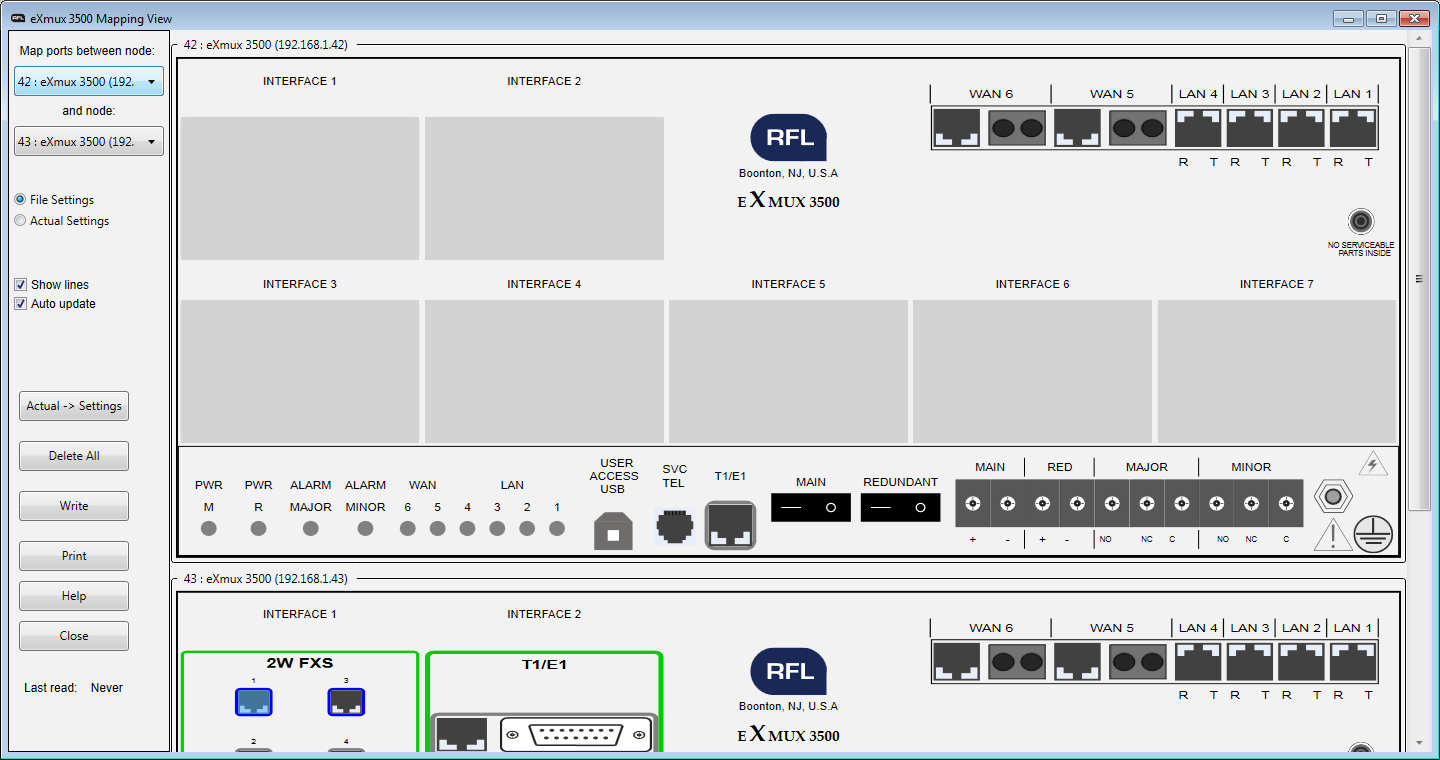 eXmux 3500 Mapping View
Map ports between node:
42 : eXmux 3500 (192.
and node:
43 : eXmux 3500 (192.
File Settings
Actual Settings
Show lines
Auto update
Actual -> Settings
Delete All
Write
Print
Help
Close
Last read: Never
42 : eXmux 3500 (192.168.1.42)
INTERFACE 1 INTERFACE 2
WAN 6 WAN 5 LAN 4 LAN 3 LAN 2 LAN 1
R T R T R T R T
RFL
Boonton, NJ, U.S.A
EXMUX 3500
NO SERVICEABLE
PARTS INSIDE
INTERFACE 3 INTERFACE 4 INTERFACE 5 INTERFACE 6 INTERFACE 7
PWR PWR ALARM ALARM WAN LAN
M R MAJOR MINOR 6 5 4 3 2 1
USER
ACCESS
USB
SVC
TEL
T1/E1
MAIN REDUNDANT
MAIN RED MAJOR MINOR
+ - + - NO NC C NO NC C
43 : eXmux 3500 (192.168.1.43)
INTERFACE 1 INTERFACE 2
WAN 6 WAN 5 LAN 4 LAN 3 LAN 2 LAN 1
R T R T R T R T
2W FXS
1 3
2 4
T1/E1
RFL
Boonton, NJ, U.S.A
EXMUX 3500